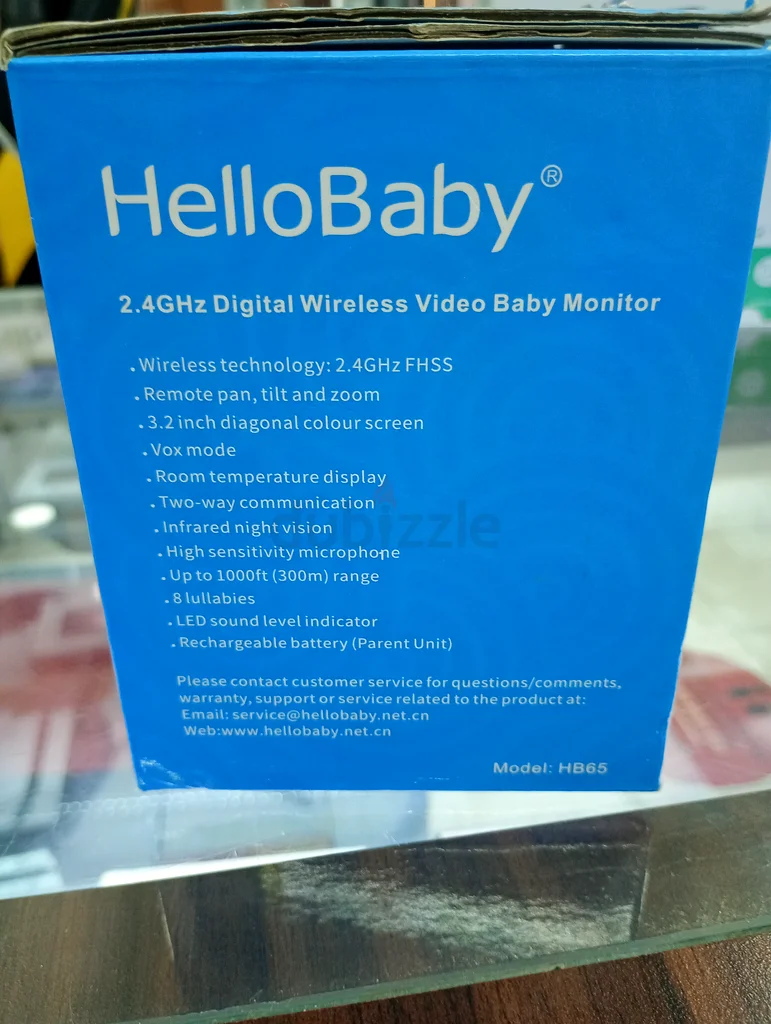 HelloBaby®
2.4GHz Digital Wireless Video Baby Monitor
. Wireless technology: 2.4GHz FHSS
. Remote pan, tilt and zoom
. 3.2 inch diagonal colour screen
. Vox mode
. Room temperature display
. Two-way communication
. Infrared night vision
. High sensitivity microphone
. Up to 1000ft (300m) range
. 8 lullabies
. LED sound level indicator
. Rechargeable battery (Parent Unit)
dubizzle
Please contact customer service for questions/comments,
warranty, support or service related to the product at:
Email: service@hellobaby.net.cn
Web:www.hellobaby.net.cn
Model: HB65